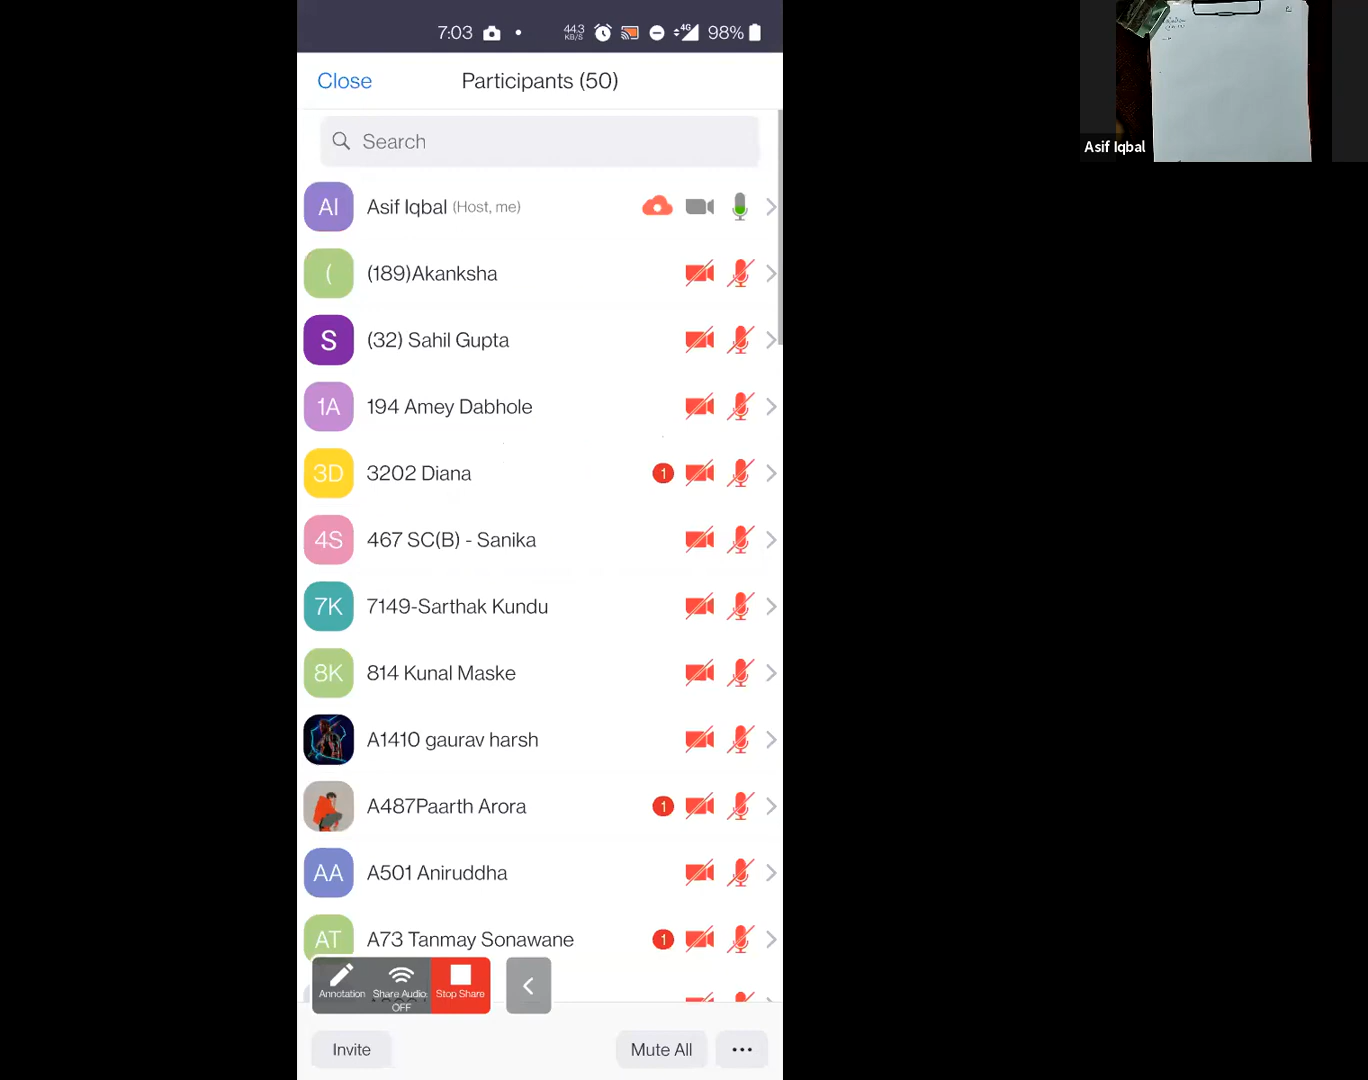 7:03 44.3 KB/S 4G 98%
Close Participants (50)
Search
AI Asif Iqbal (Host, me)
( (189)Akanksha
S (32) Sahil Gupta
1A 194 Amey Dabhole
3D 3202 Diana 1
4S 467 SC(B) - Sanika
7K 7149-Sarthak Kundu
8K 814 Kunal Maske
A1410 gaurav harsh
A487Paarth Arora 1
AA A501 Aniruddha
AT A73 Tanmay Sonawane 1
Annotation Share Audio: OFF Stop Share
Invite Mute All
Asif Iqbal